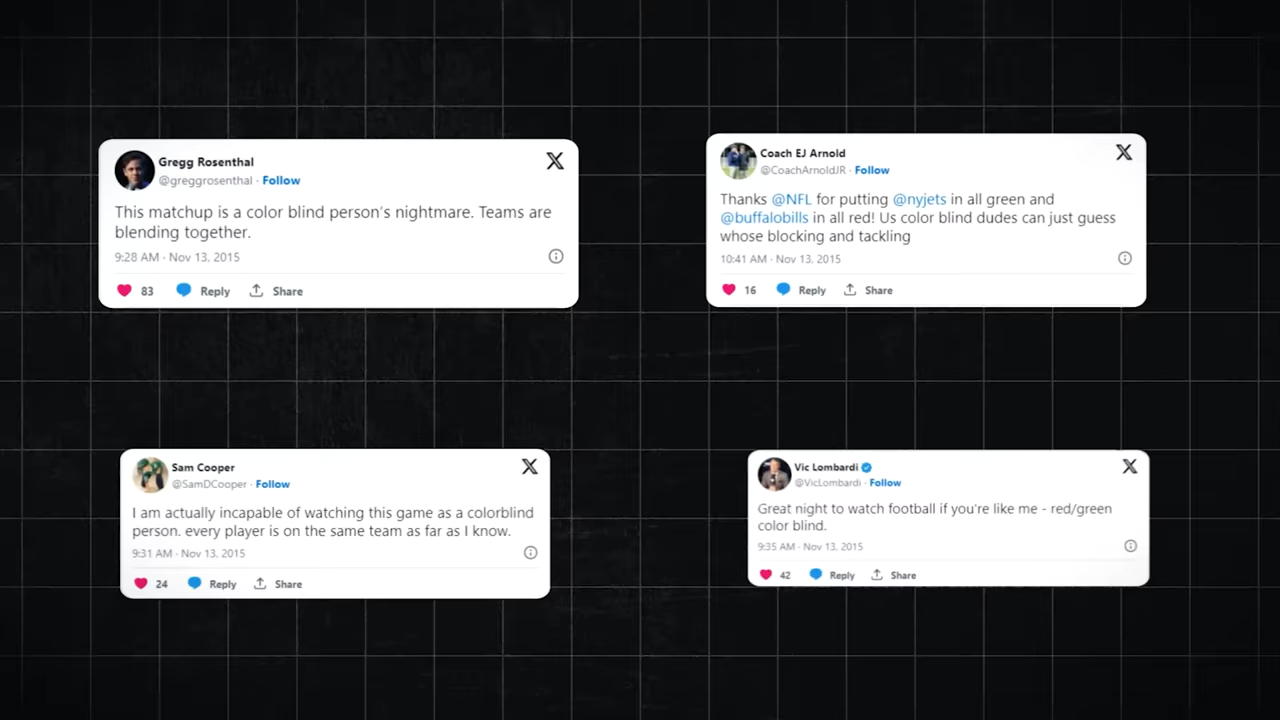 Gregg Rosenthal
@greggrosenthal · Follow
This matchup is a color blind person's nightmare. Teams are
blending together.
9:28 AM · Nov 13, 2015
83 Reply Share
Coach EJ Arnold
@CoachArnoldJR · Follow
Thanks @NFL for putting @nyjets in all green and
@buffalobills in all red! Us color blind dudes can just guess
whose blocking and tackling
10:41 AM · Nov 13, 2015
16 Reply Share
Sam Cooper
@SamDCooper · Follow
I am actually incapable of watching this game as a colorblind
person. every player is on the same team as far as I know.
9:31 AM · Nov 13, 2015
24 Reply Share
Vic Lombardi
@VicLombardi · Follow
Great night to watch football if you're like me - red/green
color blind.
9:35 AM · Nov 13, 2015
42 Reply Share